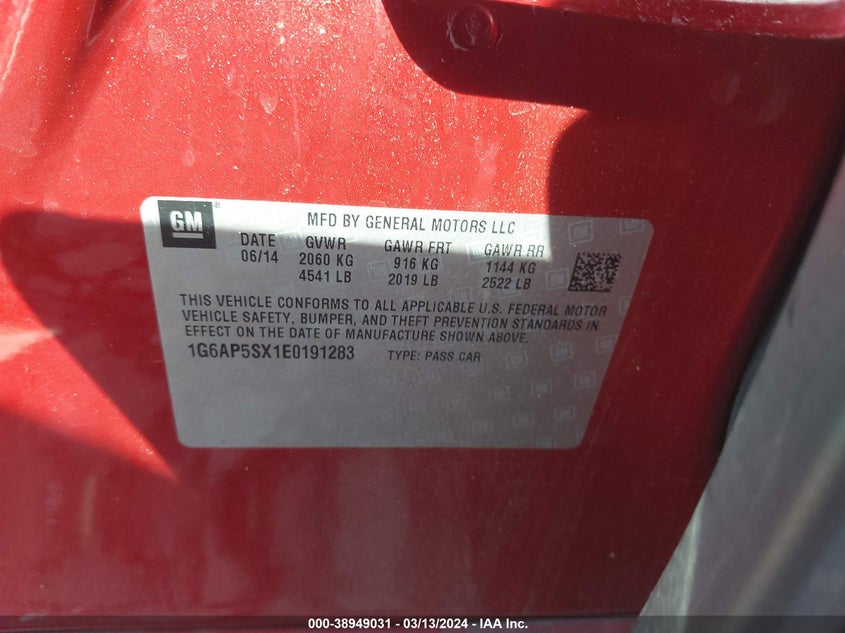 GM
®
MFD BY GENERAL MOTORS LLC
DATE GVWR GAWR FRT GAWR RR
06/14 2060 KG 916 KG 1144 KG
4541 LB 2019 LB 2522 LB
THIS VEHICLE CONFORMS TO ALL APPLICABLE U.S. FEDERAL MOTOR
VEHICLE SAFETY, BUMPER, AND THEFT PREVENTION STANDARDS IN
EFFECT ON THE DATE OF MANUFACTURE SHOWN ABOVE.
1G6AP5SX1E0191283 TYPE: PASS CAR
000-38949031 - 03/13/2024 - IAA Inc.